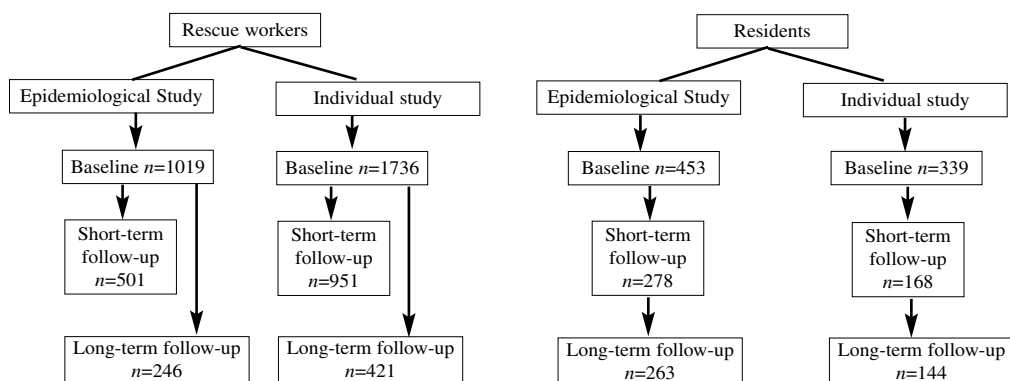 Rescue workers
Epidemiological Study
Individual study
Baseline n=1019
Baseline n=1736
Short-term
follow-up
n=501
Short-term
follow-up
n=951
Long-term follow-up
n=246
Long-term follow-up
n=421
Residents
Epidemiological Study
Individual study
Baseline n=453
Baseline n=339
Short-term
follow-up
n=278
Short-term
follow-up
n=168
Long-term follow-up
n=263
Long-term follow-up
n=144